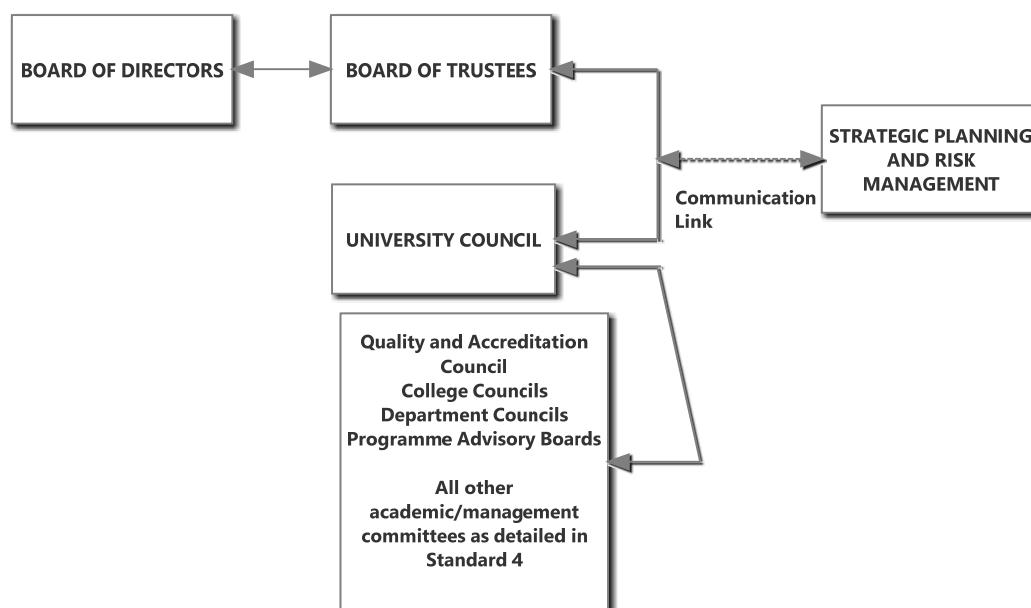 BOARD OF DIRECTORS
BOARD OF TRUSTEES
STRATEGIC PLANNING
AND RISK
MANAGEMENT
Communication
Link
UNIVERSITY COUNCIL
Quality and Accreditation
Council
College Councils
Department Councils
Programme Advisory Boards
All other
academic/management
committees as detailed in
Standard 4